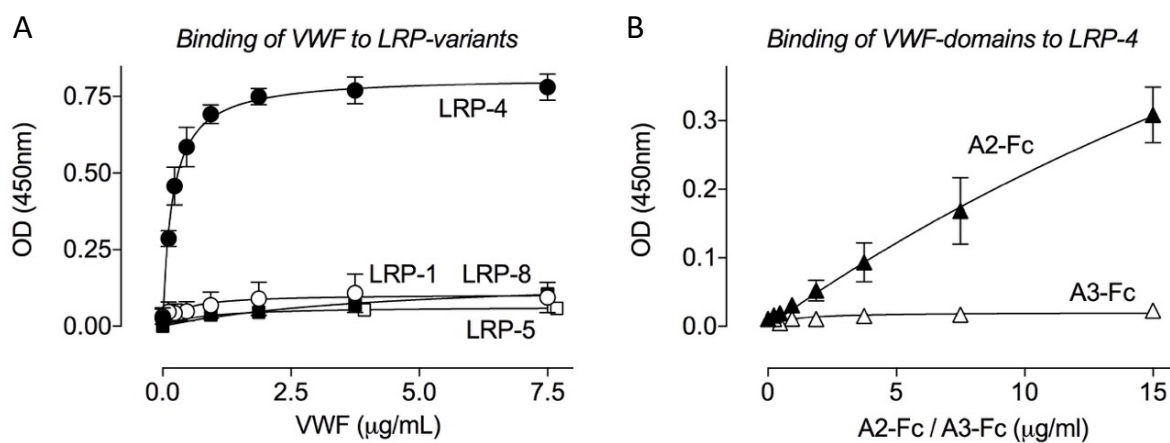 A
Binding of VWF to LRP-variants
OD (450nm)
0.75
0.50
0.25
0.00
LRP-4
LRP-1
LRP-8
LRP-5
0.0
2.5
5.0
7.5
VWF (µg/mL)
B
Binding of VWF-domains to LRP-4
OD (450nm)
0.3
0.2
0.1
0.0
A2-Fc
A3-Fc
0
5
10
15
A2-Fc / A3-Fc (µg/ml)